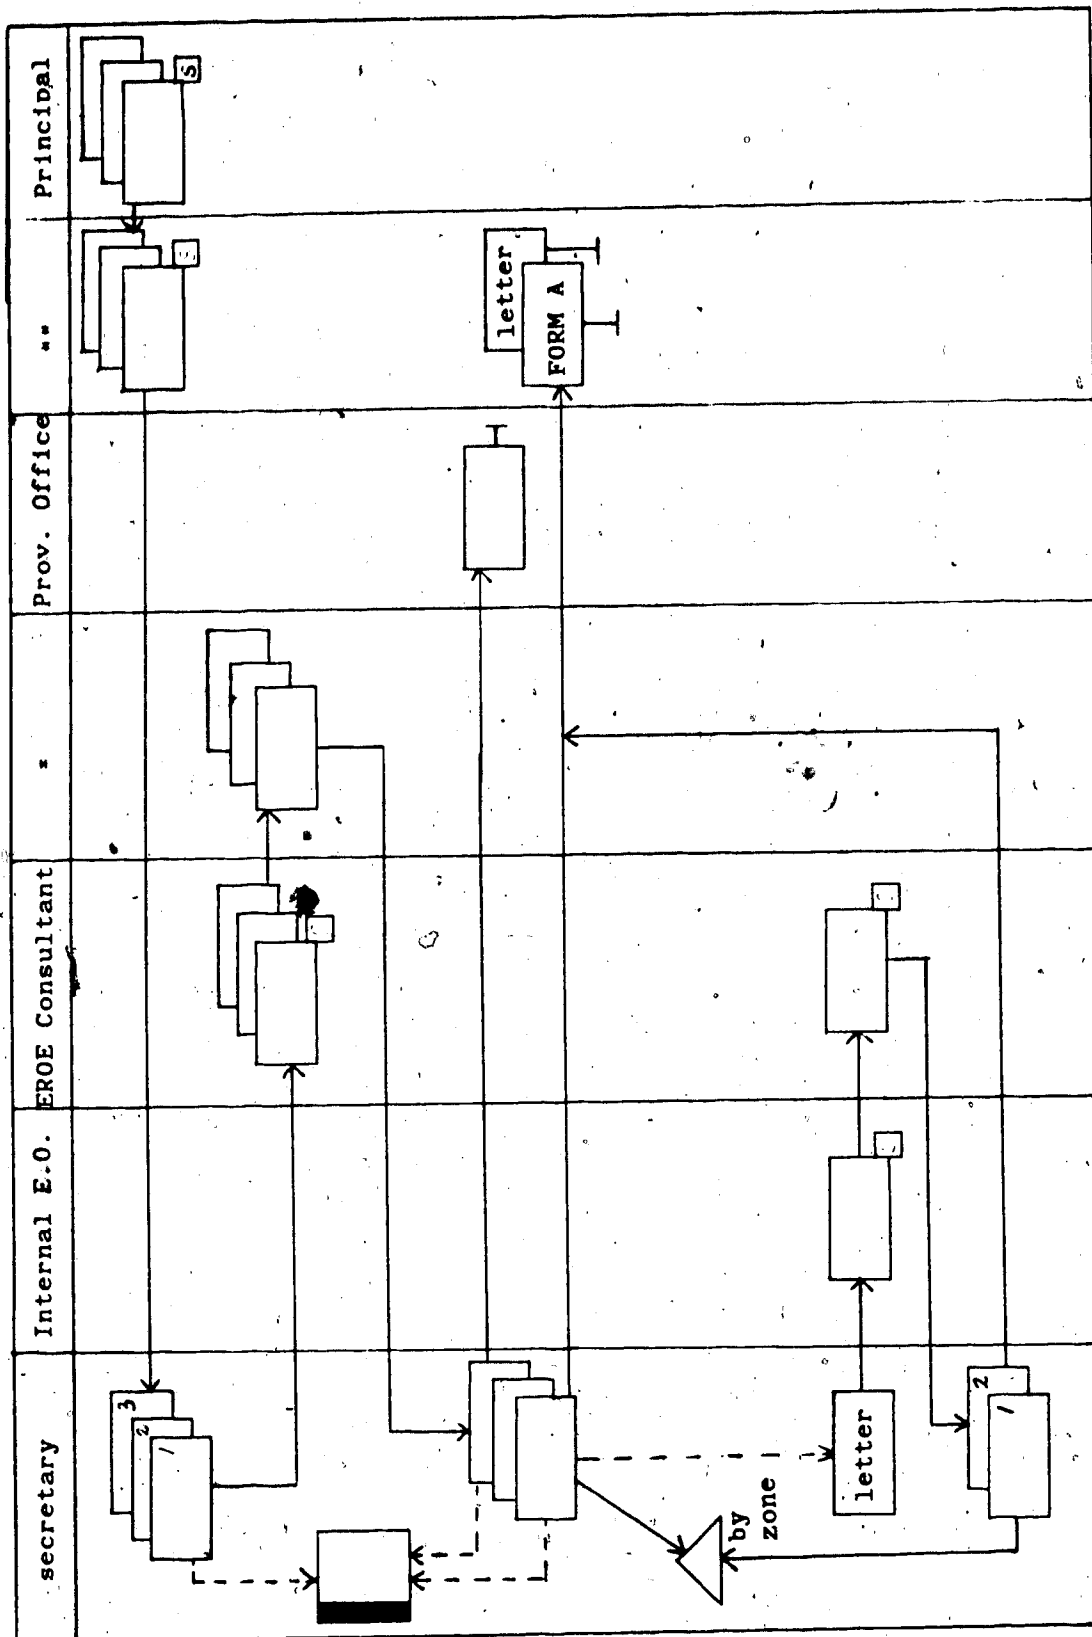 secretary
Internal E.O.
EROE Consultant
"
Prov. Office
""
Principal
3
2
1
S
letter
FORM A
by
zone
letter
2
1